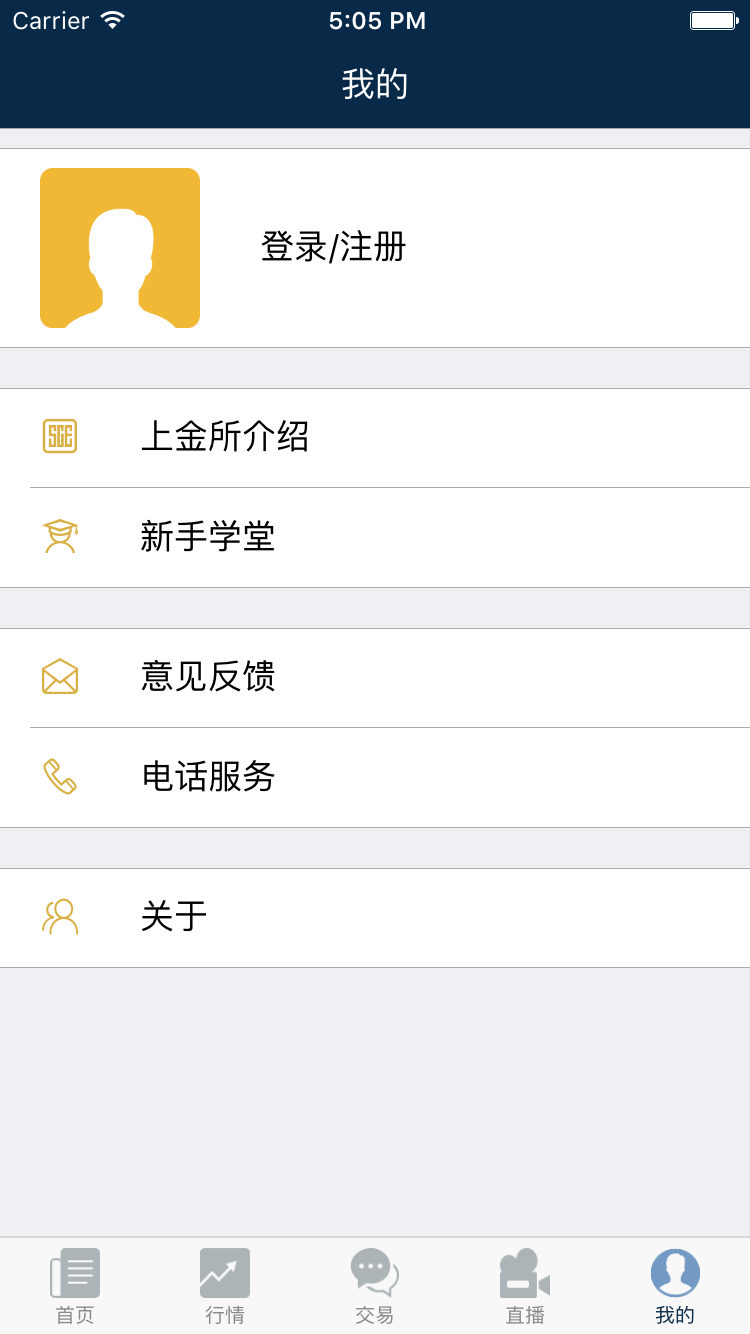 Carrier 5:05 PM
我的
登录/注册
SGE
上金所介绍
新手学堂
意见反馈
电话服务
关于
首页 行情 交易 直播 我的